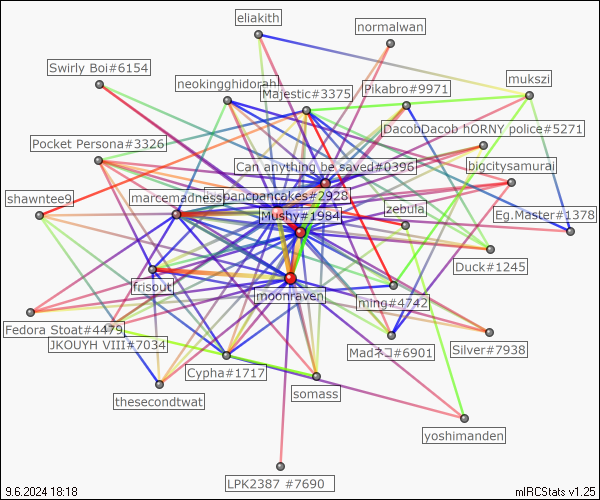 eliakith
normalwan
Swirly Boi#6154
neokingghidorah
Majestic#3375
Pikabro#9971
mukszi
DacobDacob hORNY police#5271
Pocket Persona#3326
Can anything be saved#0396
bigcitysamurai
shawntee9
marcemadness
pancpancakes#2928
Mushy#1984
zebula
Eg.Master#1378
Duck#1245
frisout
moonraven
ming#4742
Fedora Stoat#4479
JKOUYH VIII#7034
Madネコ#6901
Silver#7938
Cypha#1717
somass
thesecondtwat
yoshimanden
LPK2387 #7690
9.6.2024 18:18
mIRCStats v1.25